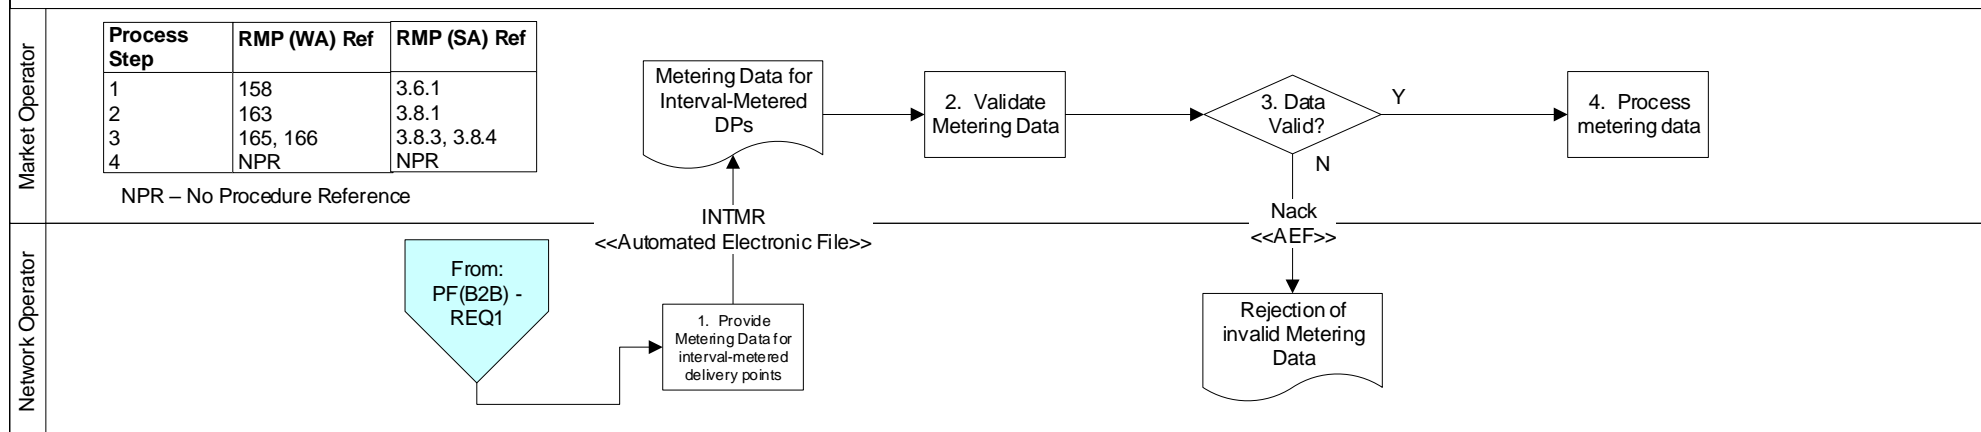 Market Operator
Process Step RMP (WA) Ref RMP (SA) Ref
1 158 3.6.1
2 163 3.8.1
3 165, 166 3.8.3, 3.8.4
4 NPR NPR
NPR – No Procedure Reference
Metering Data for
Interval-Metered
DPs
2. Validate
Metering Data
3. Data
Valid?
Y
N
4. Process
metering data
INTMR
<<Automated Electronic File>>
Nack
<<AEF>>
Network Operator
From:
PF(B2B) -
REQ1
1. Provide
Metering Data for
interval-metered
delivery points
Rejection of
invalid Metering
Data